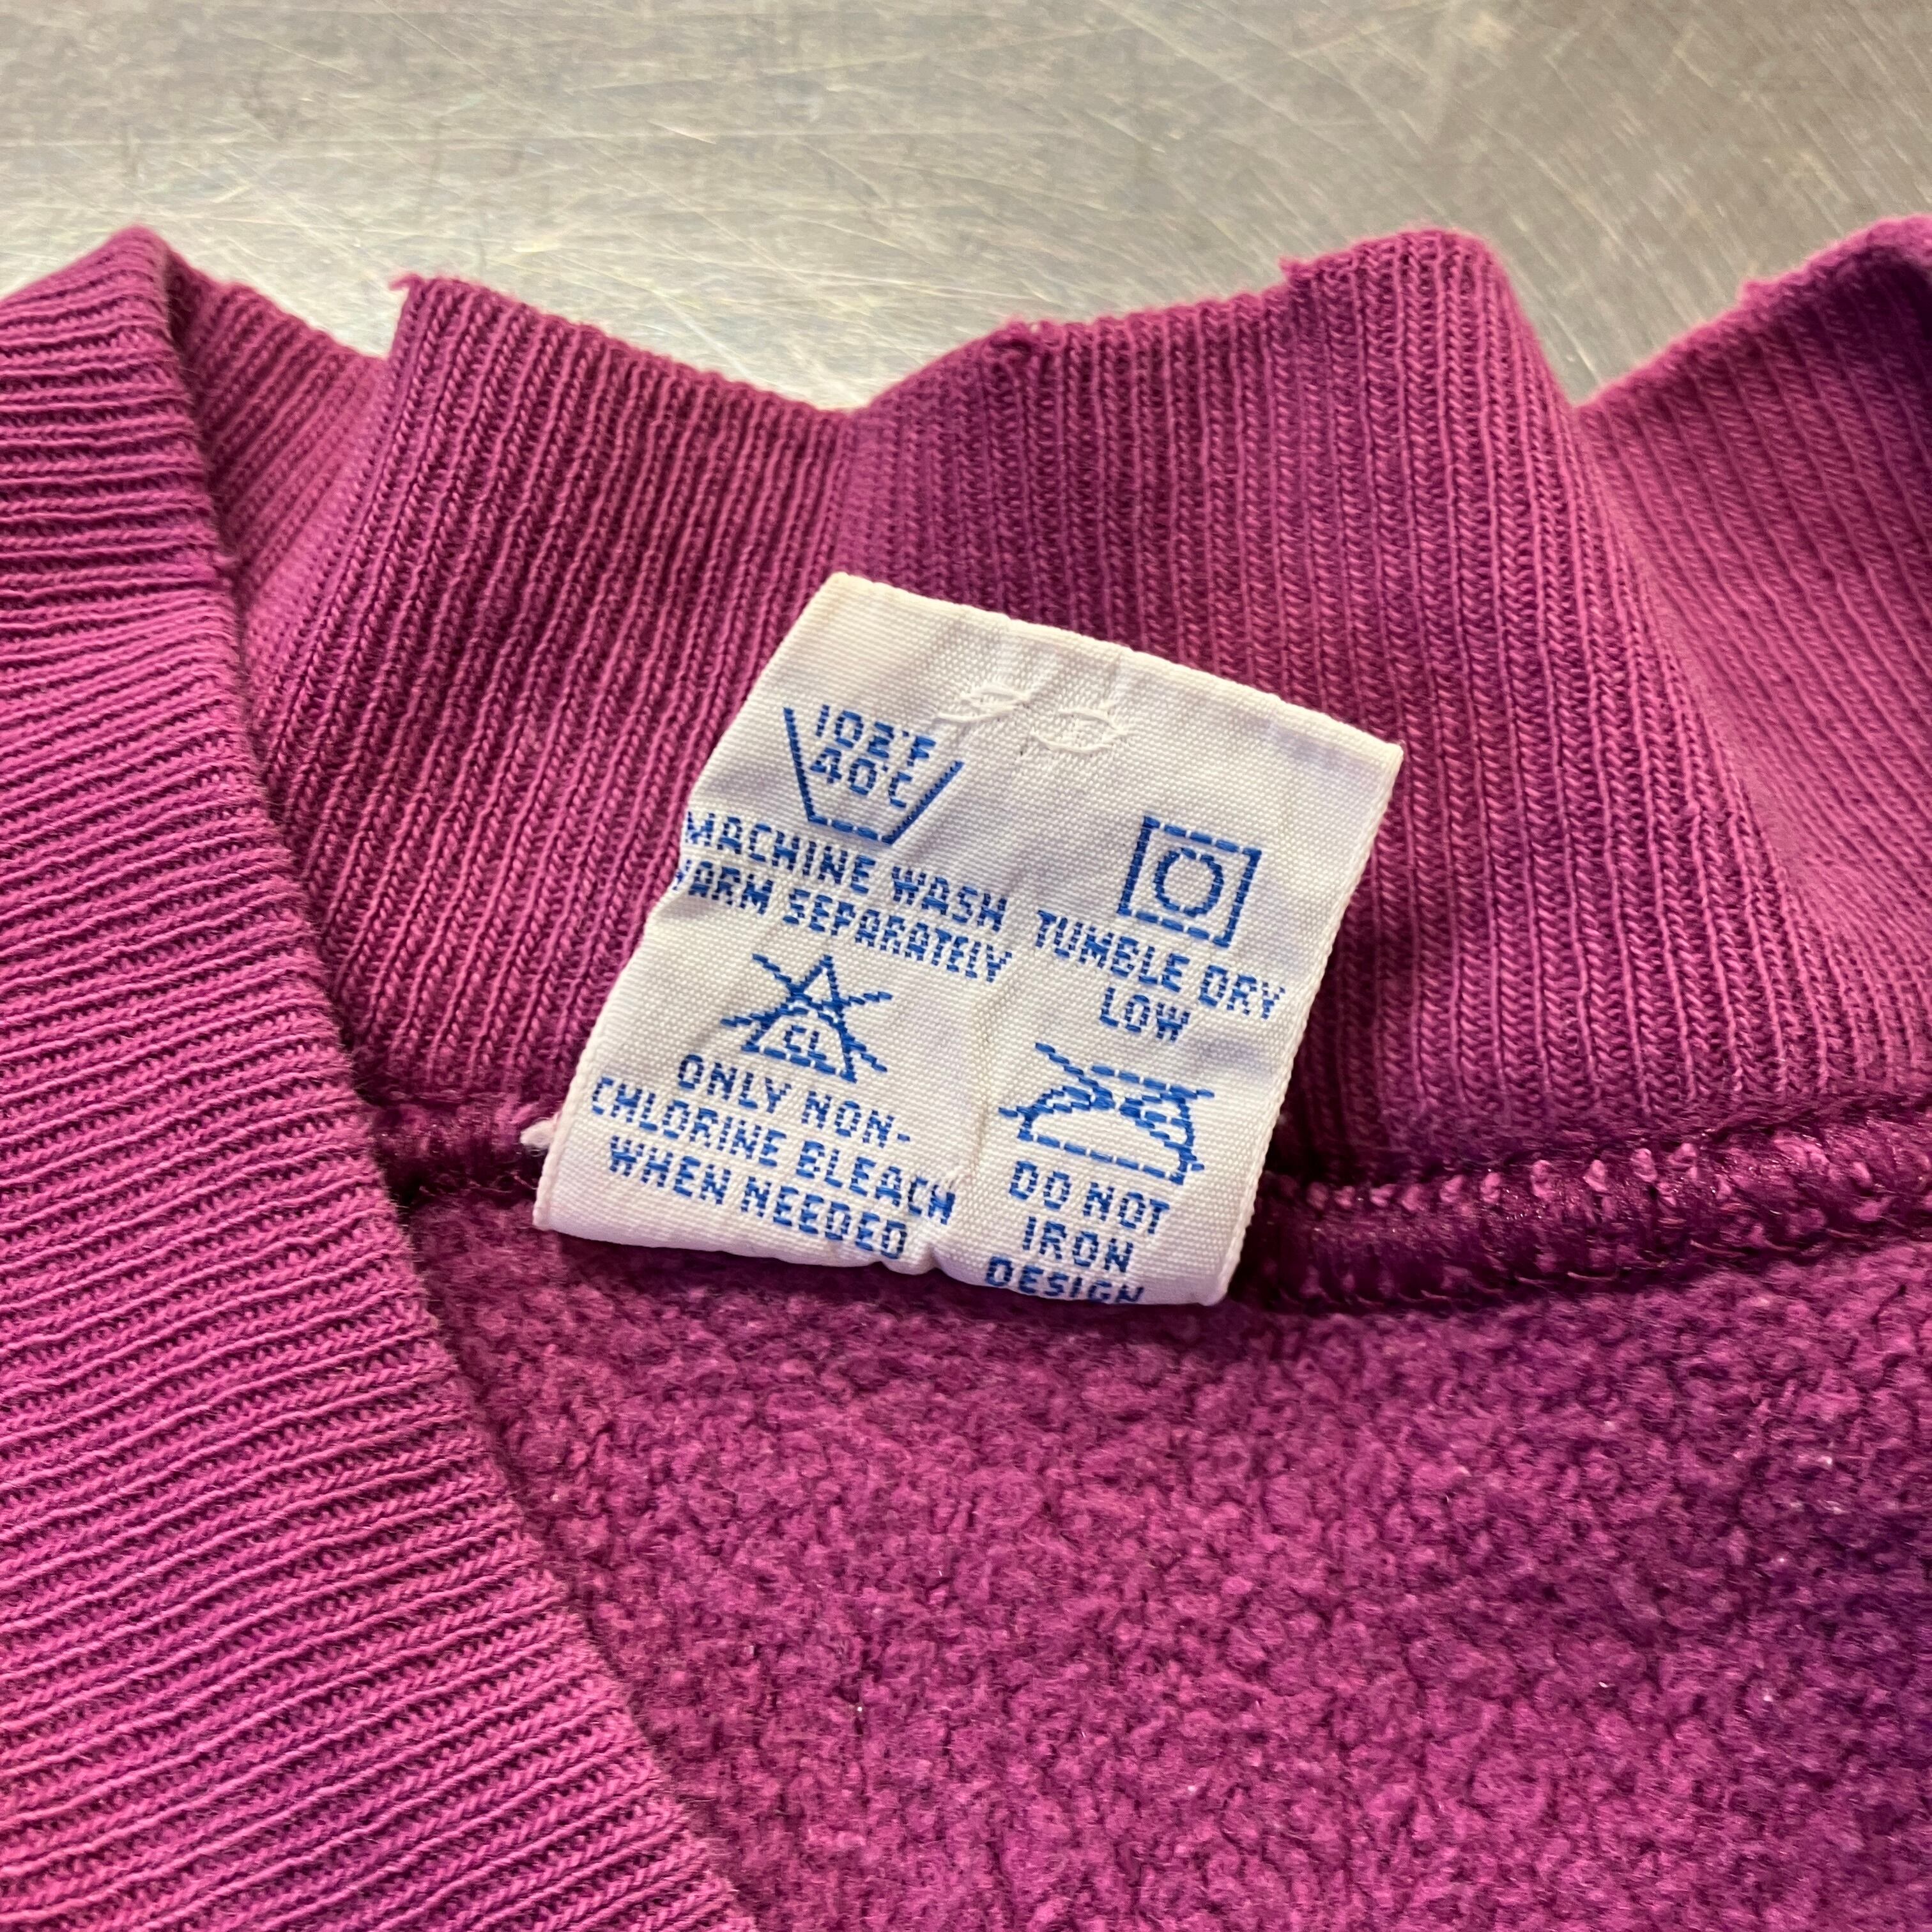 102°F
40°C
MACHINE WASH
WARM SEPARATELY
TUMBLE DRY
LOW
CL
ONLY NON-
CHLORINE BLEACH
WHEN NEEDED
DO NOT
IRON
DESIGN